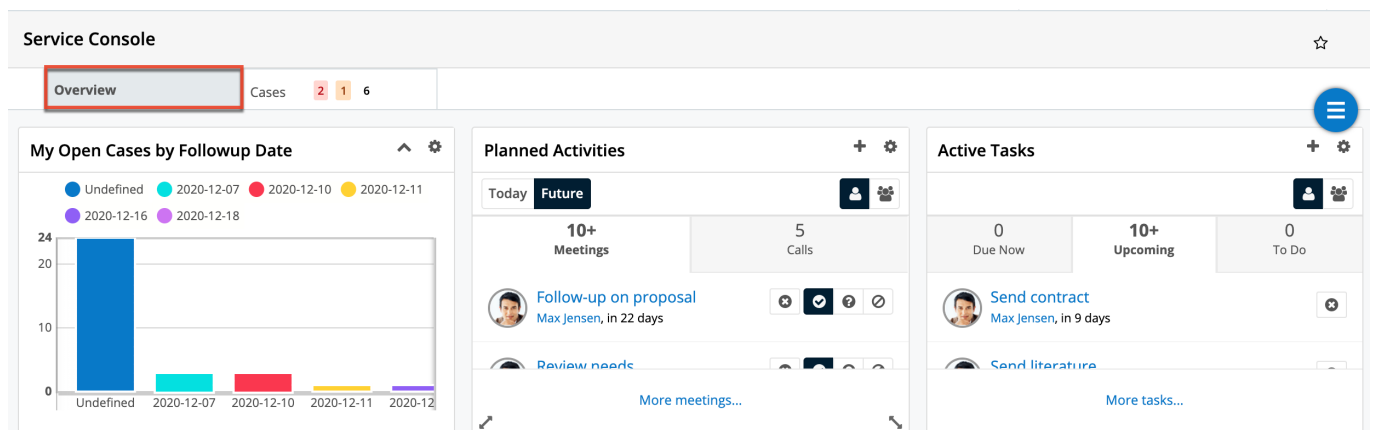 Service Console
Overview
Cases 2 1 6
My Open Cases by Followup Date
Undefined 2020-12-07 2020-12-10 2020-12-11
2020-12-16 2020-12-18
24
20
10
0
Undefined 2020-12-07 2020-12-10 2020-12-11 2020-12
Planned Activities
Today Future
10+ 5
Meetings Calls
Follow-up on proposal
Max Jensen, in 22 days
Review needs
More meetings...
Active Tasks
0 10+ 0
Due Now Upcoming To Do
Send contract
Max Jensen, in 9 days
Send literature
More tasks...